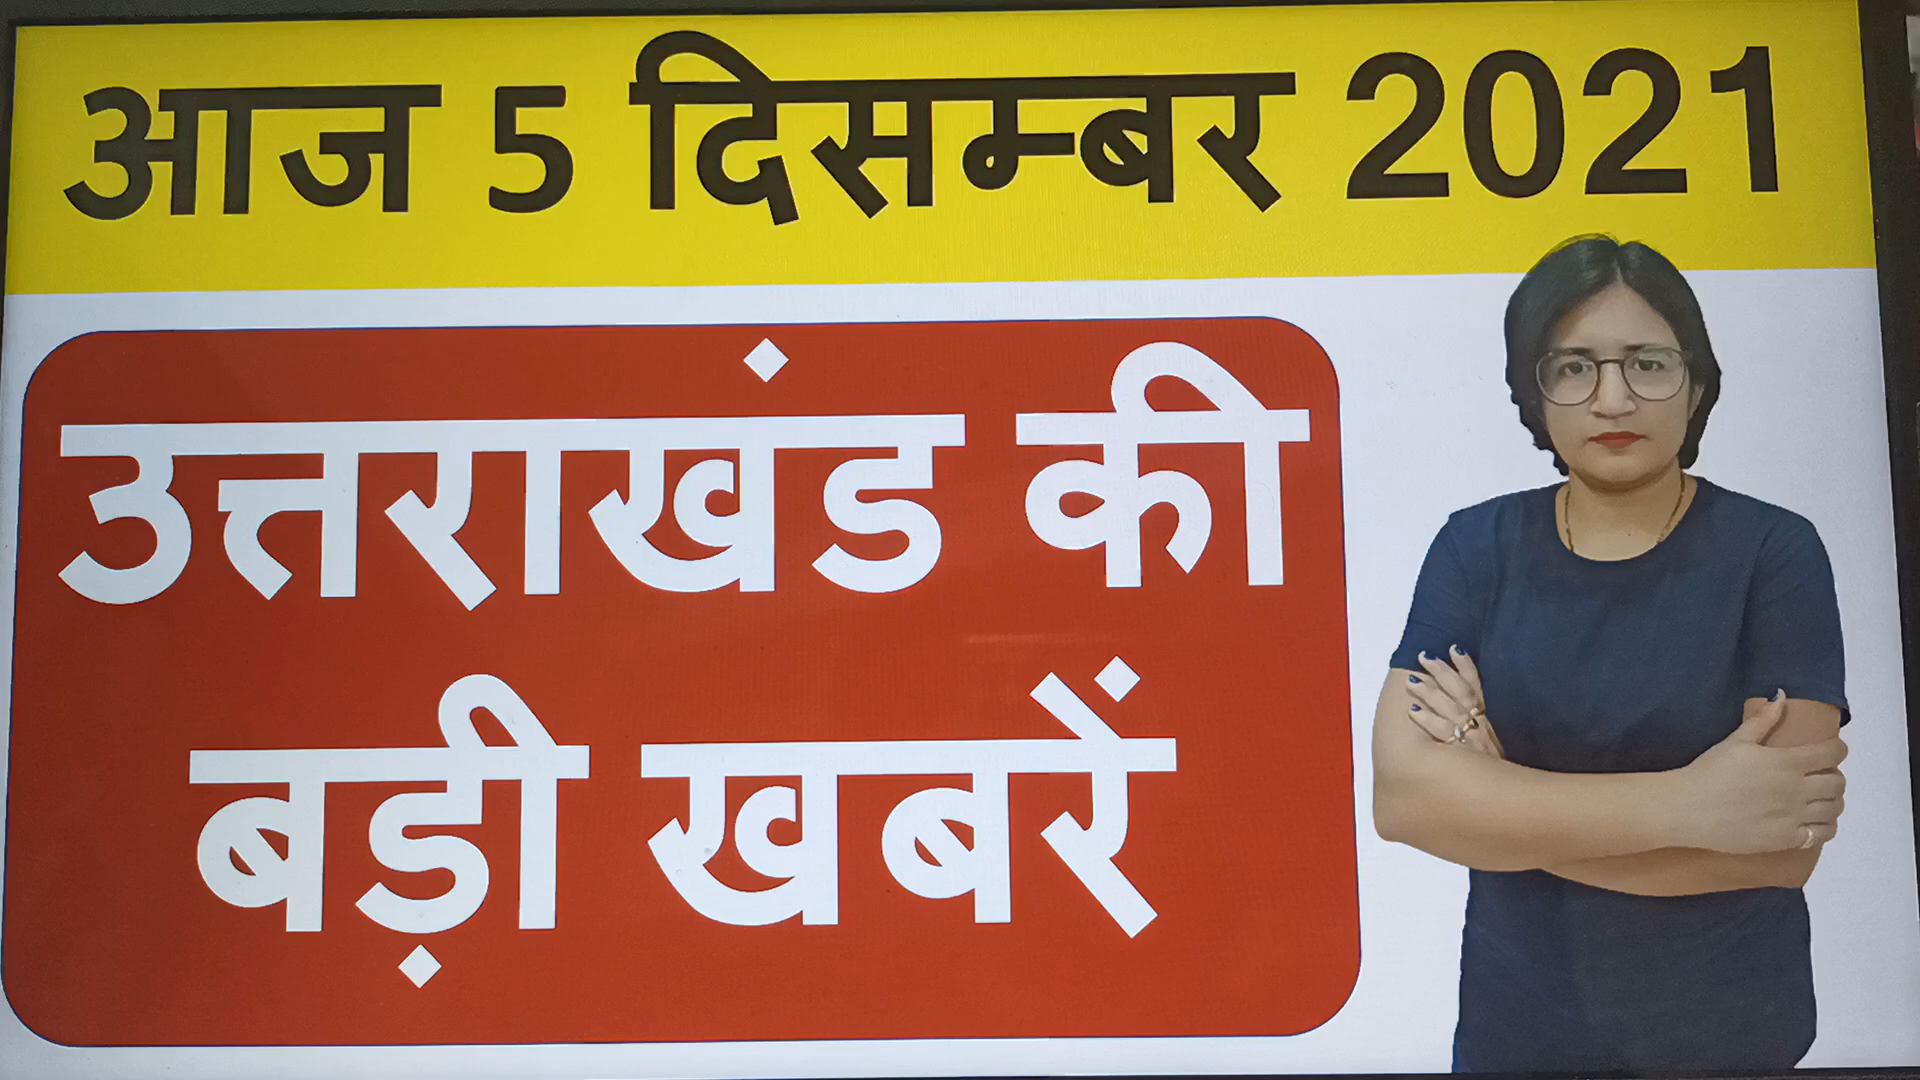 आज 5 दिसम्बर 2021
उत्तराखंड की
बड़ी खबरें